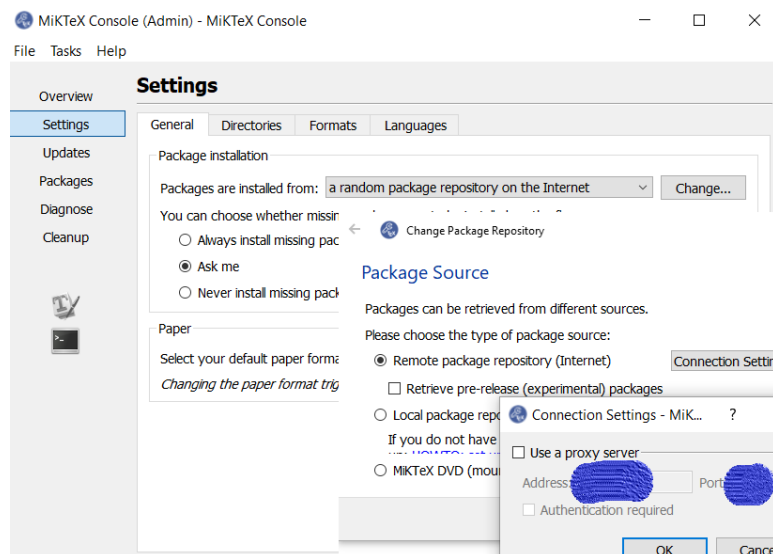 MiKTeX Console (Admin) - MiKTeX Console
File Tasks Help
Overview
Settings
Updates
Packages
Diagnose
Cleanup
Settings
General Directories Formats Languages
Package installation
Packages are installed from: a random package repository on the Internet Change...
You can choose whether missin
Always install missing pac
Ask me
Never install missing pack
Paper
Select your default paper forma
Changing the paper format trig
Change Package Repository
Package Source
Packages can be retrieved from different sources.
Please choose the type of package source:
Remote package repository (Internet) Connection Settin
Retrieve pre-release (experimental) packages
Local package repo
If you do not have
MiKTeX DVD (mou
Connection Settings - MiK... ?
Use a proxy server
Address: Port
Authentication required
OK Cance